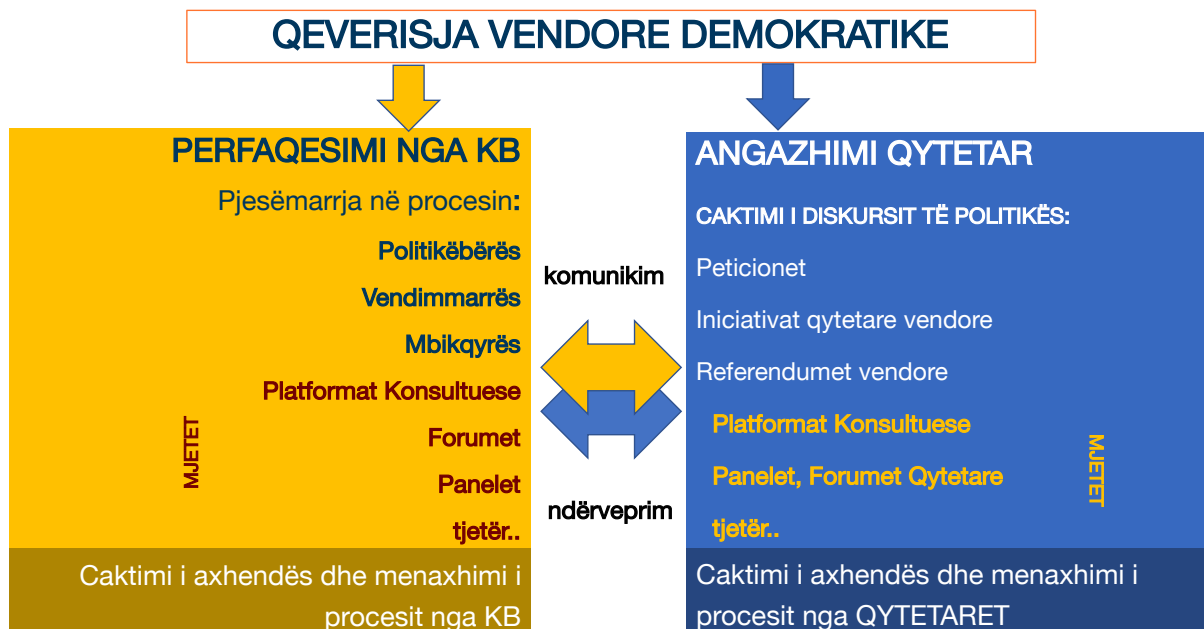 QEVERISJA VENDORE DEMOKRATIKE
PERFAQESIMI NGA KB
Pjesëmarrja në procesin:
Politikëbërës
Vendimmarrës
Mbikqyrës
Platformat Konsultuese
Forumet
Panelet
tjetër..
MJETET
Caktimi i axhendës dhe menaxhimi i
procesit nga KB
komunikim
ndërveprim
ANGAZHIMI QYTETAR
CAKTIMI I DISKURSIT TË POLITIKËS:
Peticionet
Iniciativat qytetare vendore
Referendumet vendore
Platformat Konsultuese
Panelet, Forumet Qytetare
tjetër..
MJETET
Caktimi i axhendës dhe menaxhimi i
procesit nga QYTETARET